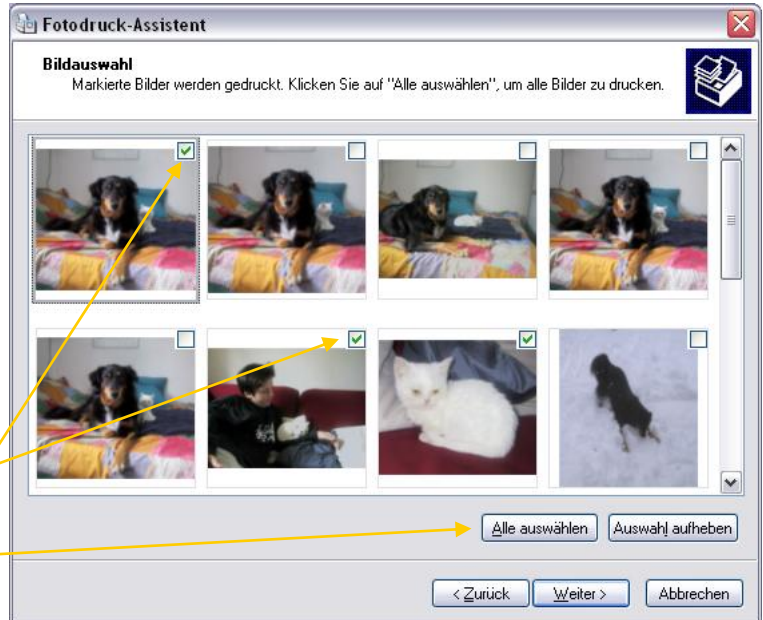 Fotodruck-Assistent
Bildauswahl
Markierte Bilder werden gedruckt. Klicken Sie auf "Alle auswählen", um alle Bilder zu drucken.
Alle auswählen
Auswahl aufheben
< Zurück
Weiter >
Abbrechen